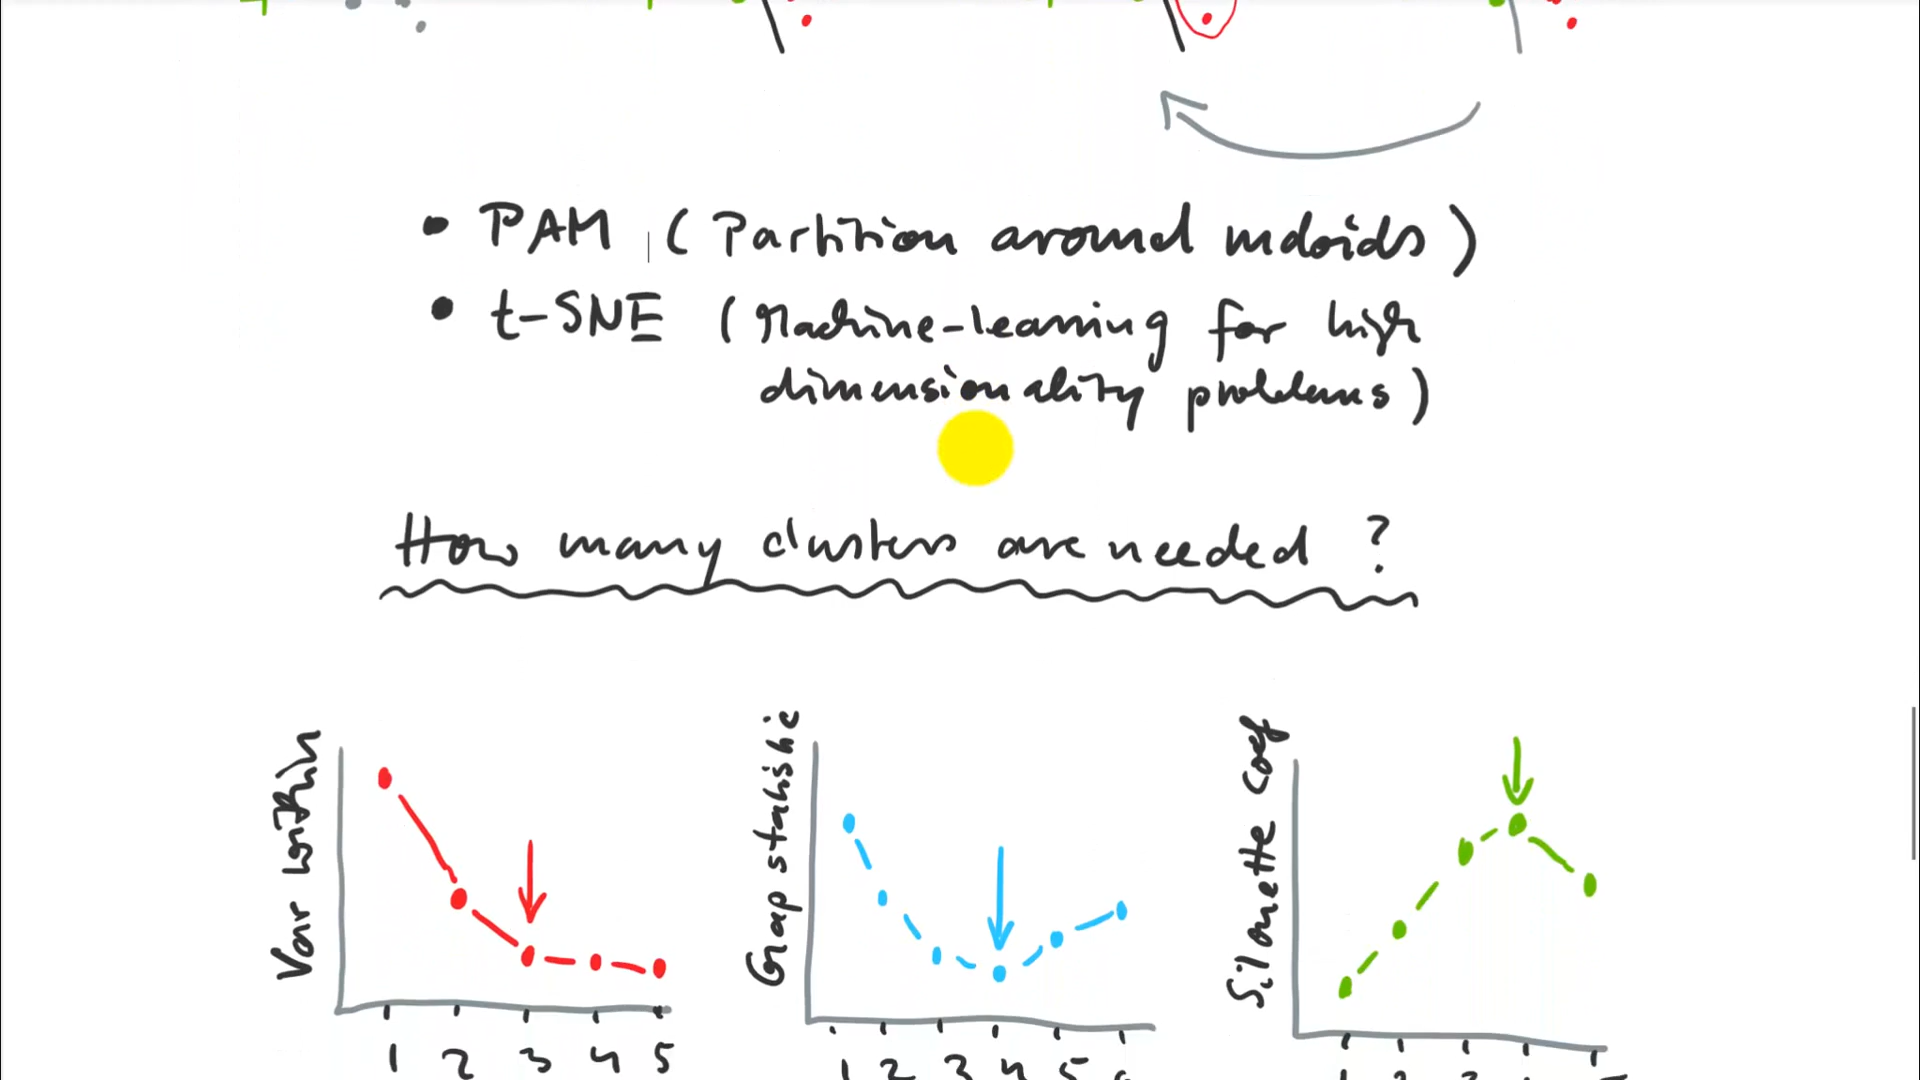 • PAM (Partition around mdoids)
• t-SNE (Machine-learning for high
dimensionality problems)
How many clusters are needed ?
Var within
1 2 3 4 5
Gap statistic
1 2 3 4 5
Silouette Coef